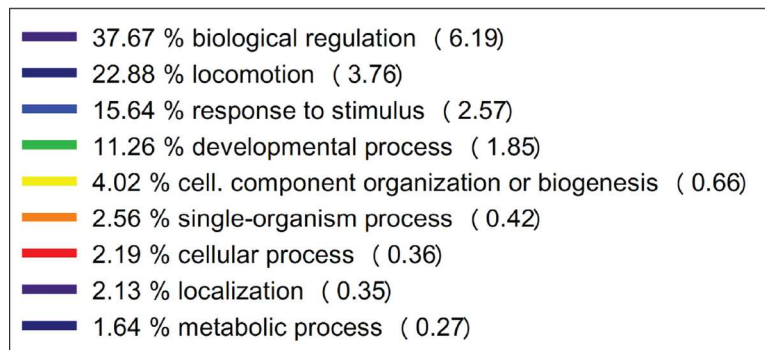 37.67 % biological regulation ( 6.19)
22.88 % locomotion ( 3.76)
15.64 % response to stimulus ( 2.57)
11.26 % developmental process ( 1.85)
4.02 % cell. component organization or biogenesis ( 0.66)
2.56 % single-organism process ( 0.42)
2.19 % cellular process ( 0.36)
2.13 % localization ( 0.35)
1.64 % metabolic process ( 0.27)